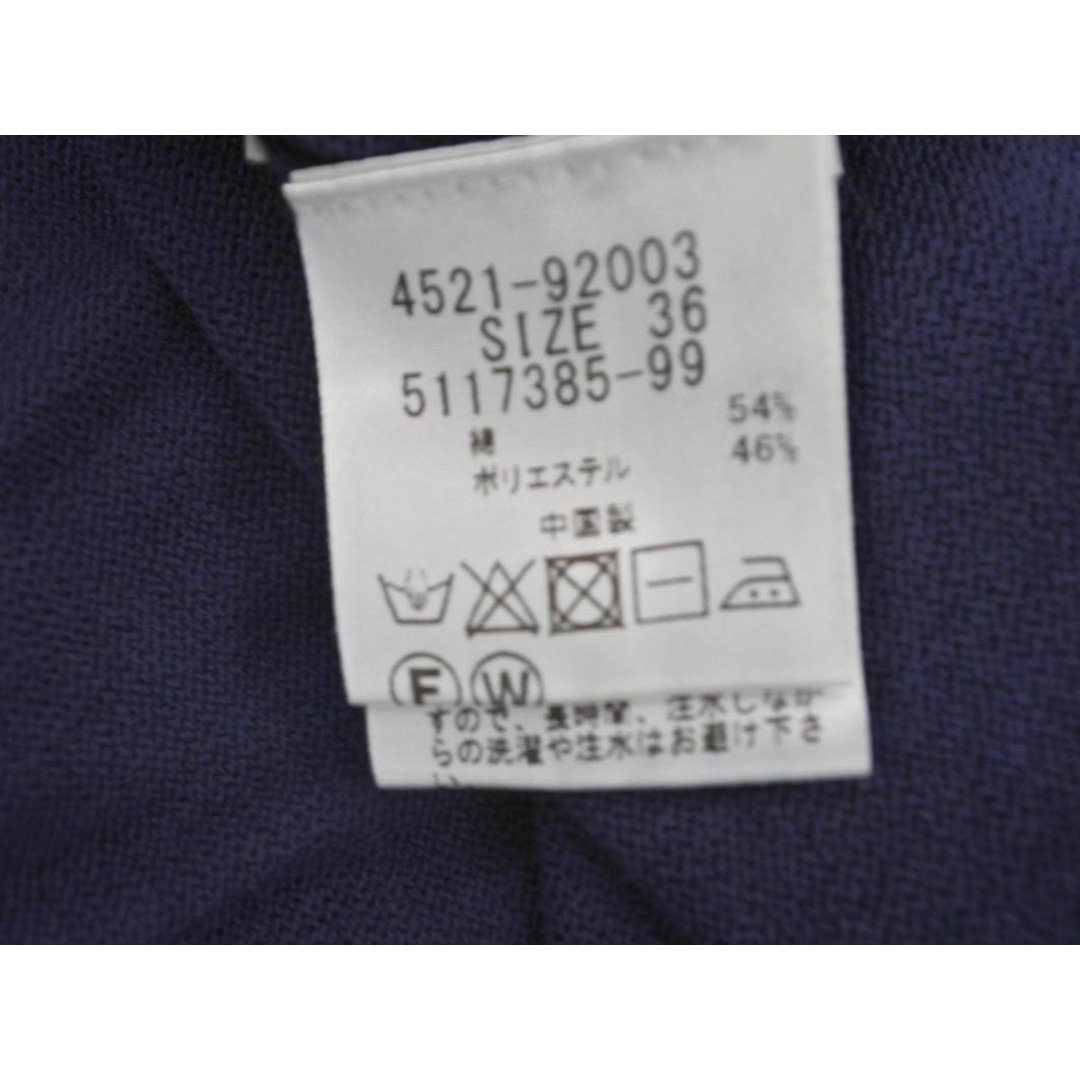 4521-92003
SIZE 36
5117385-99
綿 54%
ポリエステル 46%
中国製
F W
すので、長時間、注水しなが
らの洗濯や注水はお避け下さ
い